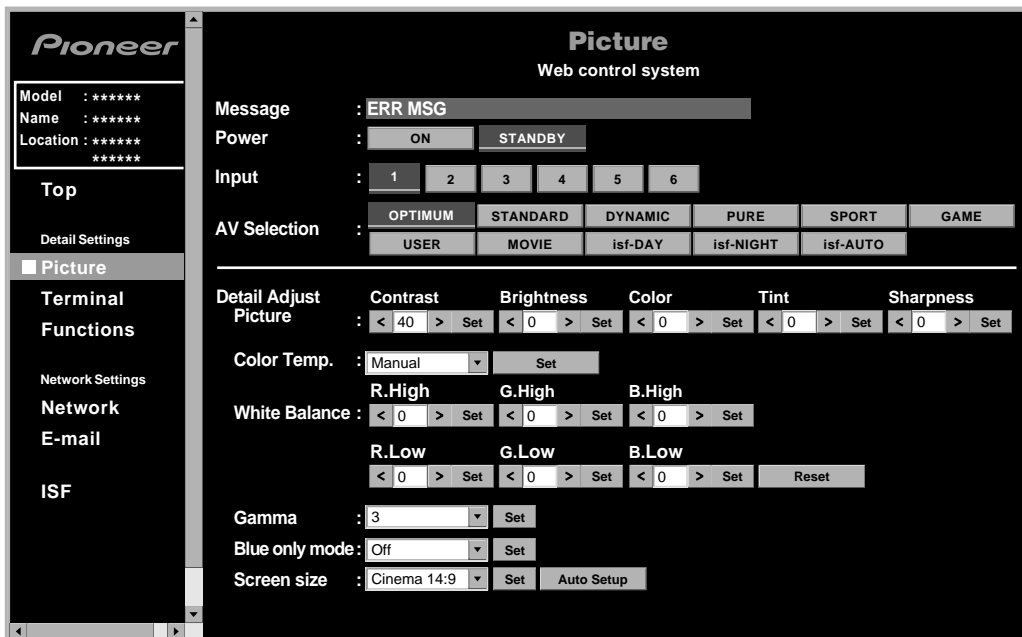 Pioneer
Model : ******
Name : ******
Location : ******
******
Top
Detail Settings
Picture
Terminal
Functions
Network Settings
Network
E-mail
ISF
Picture
Web control system
Message : ERR MSG
Power : ON STANDBY
Input : 1 2 3 4 5 6
AV Selection : OPTIMUM STANDARD DYNAMIC PURE SPORT GAME
USER MOVIE isf-DAY isf-NIGHT isf-AUTO
Detail Adjust Contrast Brightness Color Tint Sharpness
Picture : < 40 > Set < 0 > Set < 0 > Set < 0 > Set < 0 > Set
Color Temp. : Manual Set
R.High G.High B.High
White Balance : < 0 > Set < 0 > Set < 0 > Set
R.Low G.Low B.Low
< 0 > Set < 0 > Set < 0 > Set Reset
Gamma : 3 Set
Blue only mode : Off Set
Screen size : Cinema 14:9 Set Auto Setup